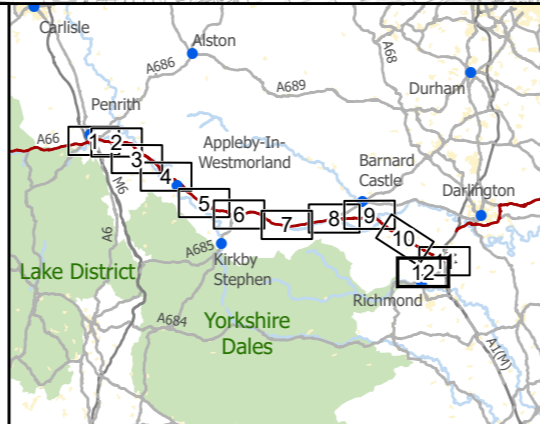 Carlisle
Alston
A68
A686
A689
Durham
Penrith
A66
1
2
3
Appleby-In-
Westmorland
4
Barnard
Castle
Darlington
M6
5
6
7
8
9
10
A6
A685
Kirkby
Stephen
Lake District
12
Richmond
A684
Yorkshire
Dales
A1(M)